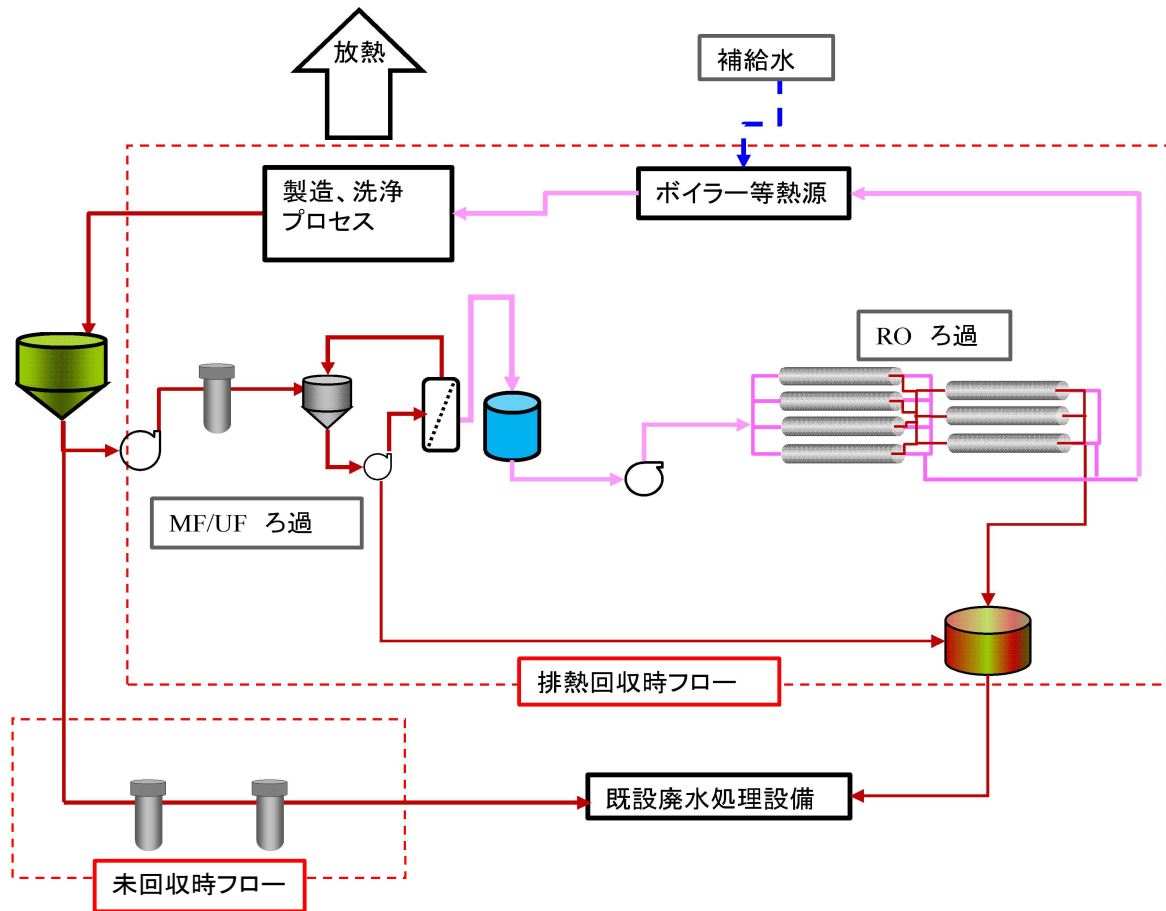 放熱
補給水
製造、洗浄
プロセス
ボイラー等熱源
RO ろ過
MF/UF ろ過
排熱回収時フロー
既設廃水処理設備
未回収時フロー